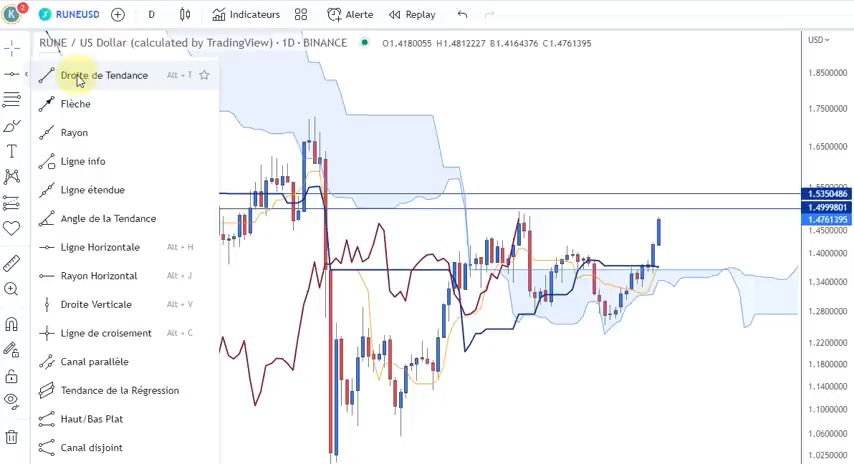 K 2 RUNEUSD D Indicateurs Alerte Replay
RUNE / US Dollar (calculated by TradingView) · 1D · BINANCE O1,4180055 H1,4812227 B1,4164376 C1,4761395
USD
Droite de Tendance Alt + T
Flèche
Rayon
Ligne info
Ligne étendue
Angle de la Tendance
Ligne Horizontale Alt + H
Rayon Horizontal Alt + J
Droite Verticale Alt + V
Ligne de croisement Alt + C
Canal parallèle
Tendance de la Régression
Haut/Bas Plat
Canal disjoint
T
1.8500000
1.7500000
1.6500000
1.5350486
1.4999801
1.4761395
1.4500000
1.3900000
1.3400000
1.2800000
1.2200000
1.1800000
1.1400000
1.1000000
1.0600000
1.0250000